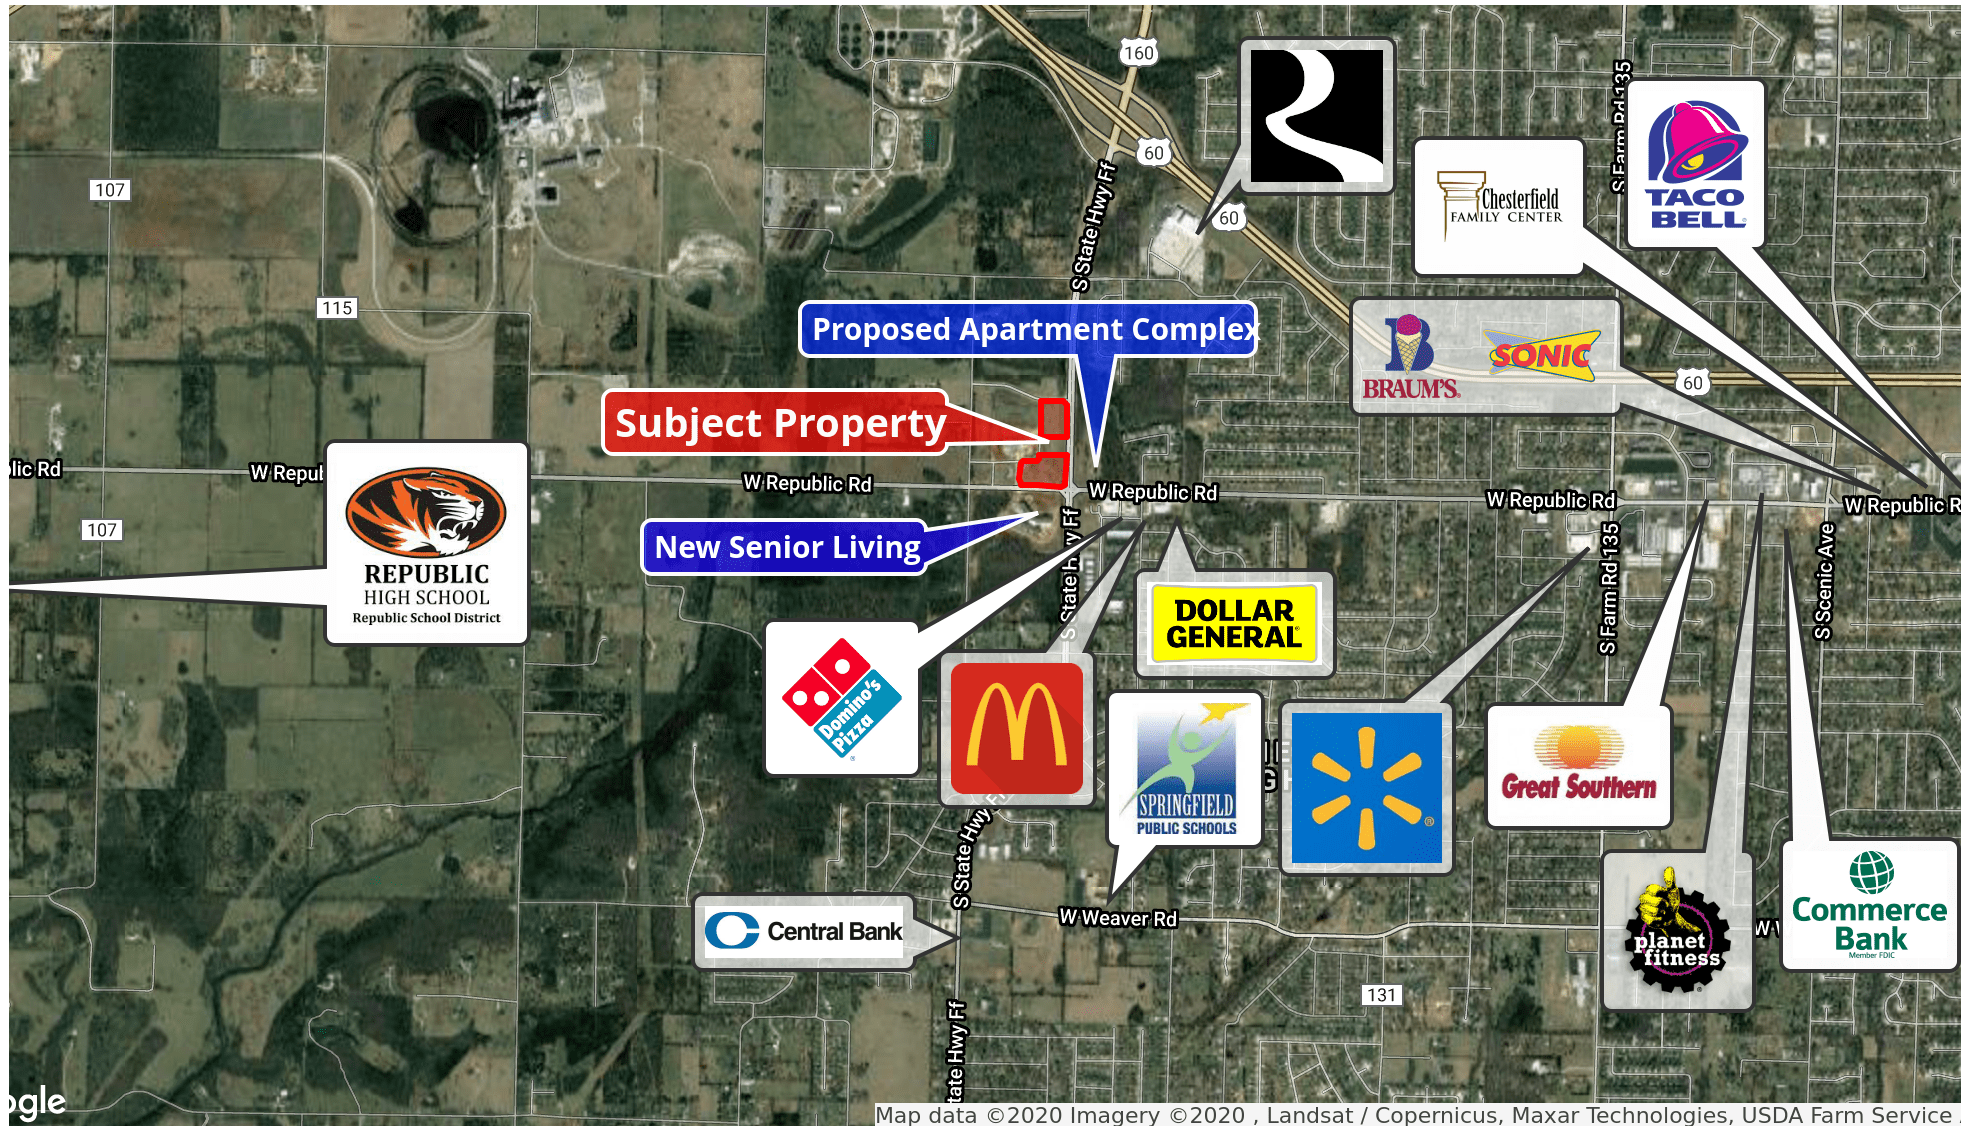 160
60
60
S Farm Rd 135
107
TACO
BELL
Chesterfield
FAMILY CENTER
S State Hwy Ff
115
Proposed Apartment Complex
BRAUM'S
SONIC
60
Subject Property
W Republic Rd
lic Rd
W Repub
W Republic Rd
W Republic Rd
W Republic R
107
REPUBLIC
HIGH SCHOOL
Republic School District
New Senior Living
S State Hwy Ff
S Farm Rd 135
S Scenic Ave
DOLLAR
GENERAL
Domino's
Pizza
SPRINGFIELD
PUBLIC SCHOOLS
Great Southern
S State Hwy Ff
Central Bank
W Weaver Rd
planet
fitness
W W
Commerce
Bank
Member FDIC
131
State Hwy Ff
ogle
Map data ©2020 Imagery ©2020 , Landsat / Copernicus, Maxar Technologies, USDA Farm Service